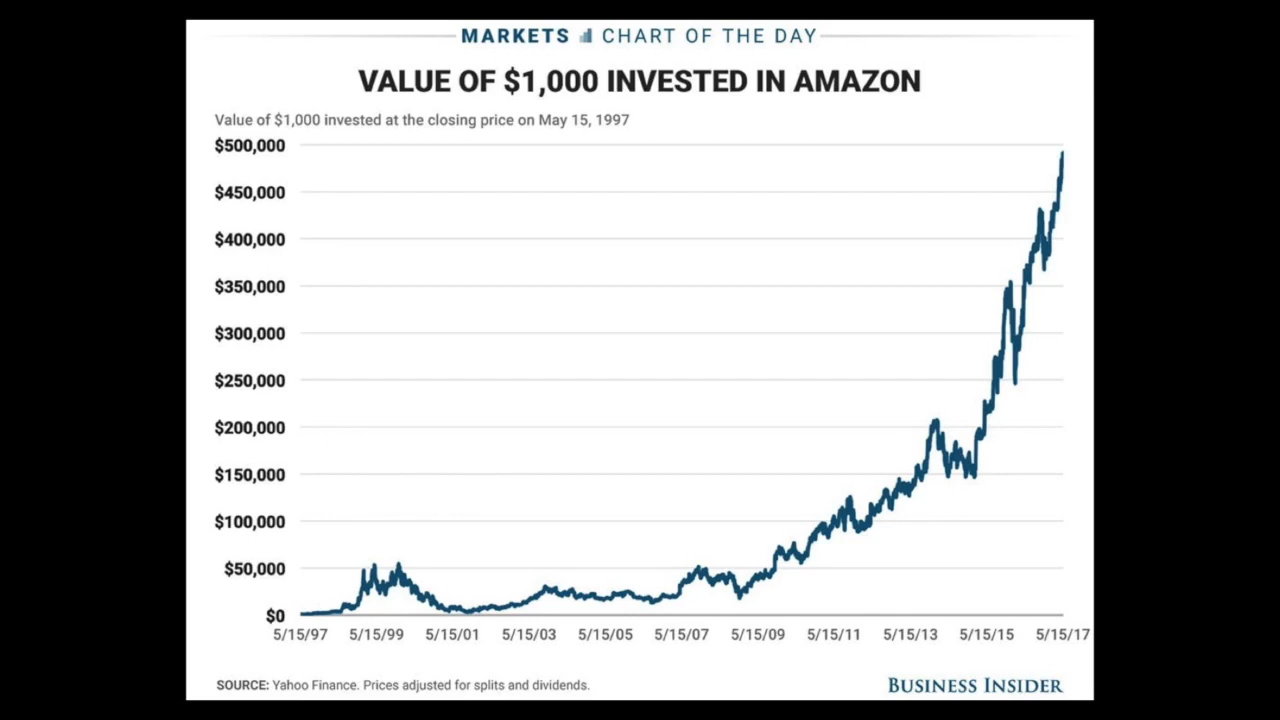 MARKETS CHART OF THE DAY
VALUE OF $1,000 INVESTED IN AMAZON
Value of $1,000 invested at the closing price on May 15, 1997
$500,000
$450,000
$400,000
$350,000
$300,000
$250,000
$200,000
$150,000
$100,000
$50,000
$0
5/15/97 5/15/99 5/15/01 5/15/03 5/15/05 5/15/07 5/15/09 5/15/11 5/15/13 5/15/15 5/15/17
SOURCE: Yahoo Finance. Prices adjusted for splits and dividends.
BUSINESS INSIDER